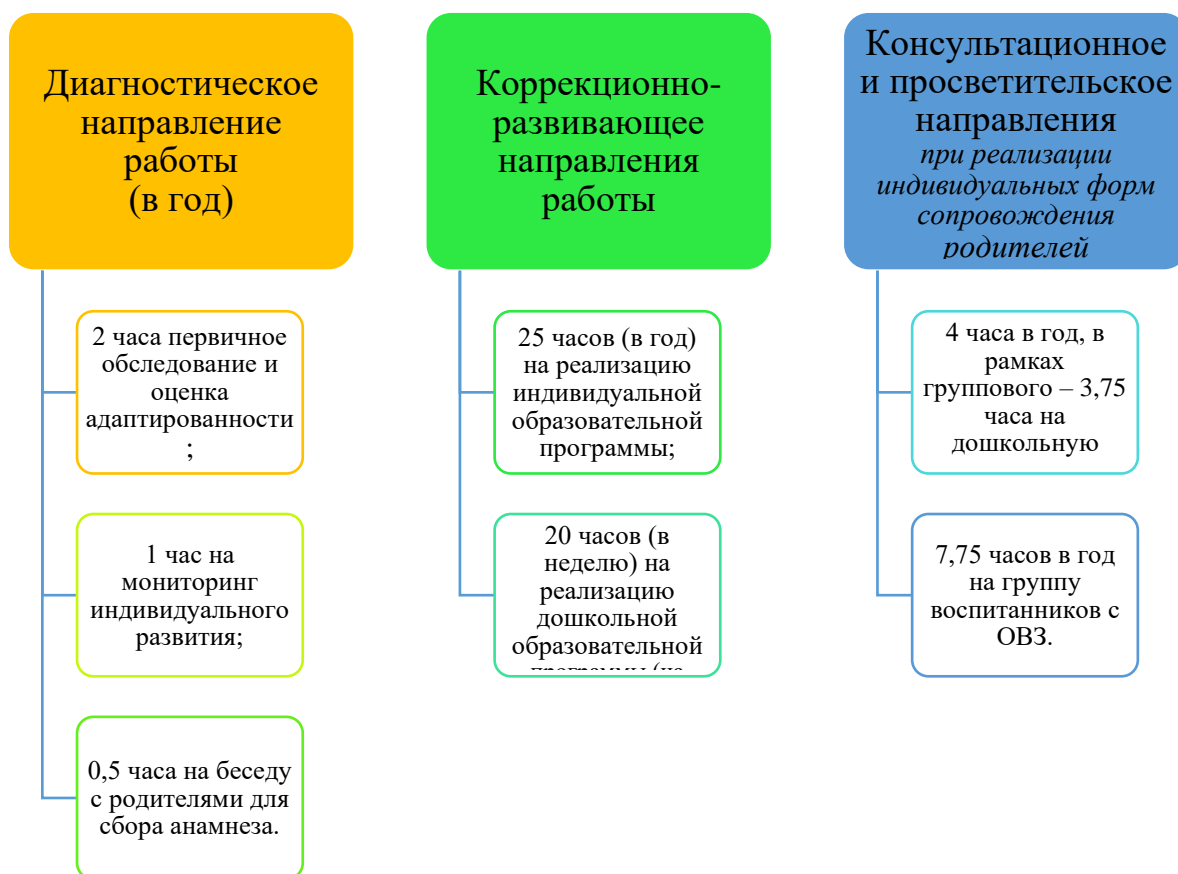 Диагностическое
направление
работы
(в год)
2 часа первичное
обследование и
оценка
адаптированности
;
1 час на
мониторинг
индивидуального
развития;
0,5 часа на беседу
с родителями для
сбора анамнеза.
Коррекционно-
развивающее
направления
работы
25 часов (в год)
на реализацию
индивидуальной
образовательной
программы;
20 часов (в
неделю) на
реализацию
дошкольной
образовательной
Консультационное
и просветительское
направления
при реализации
индивидуальных форм
сопровождения
родителей
4 часа в год, в
рамках
группового – 3,75
часа на
дошкольную
7,75 часов в год
на группу
воспитанников с
ОВЗ.